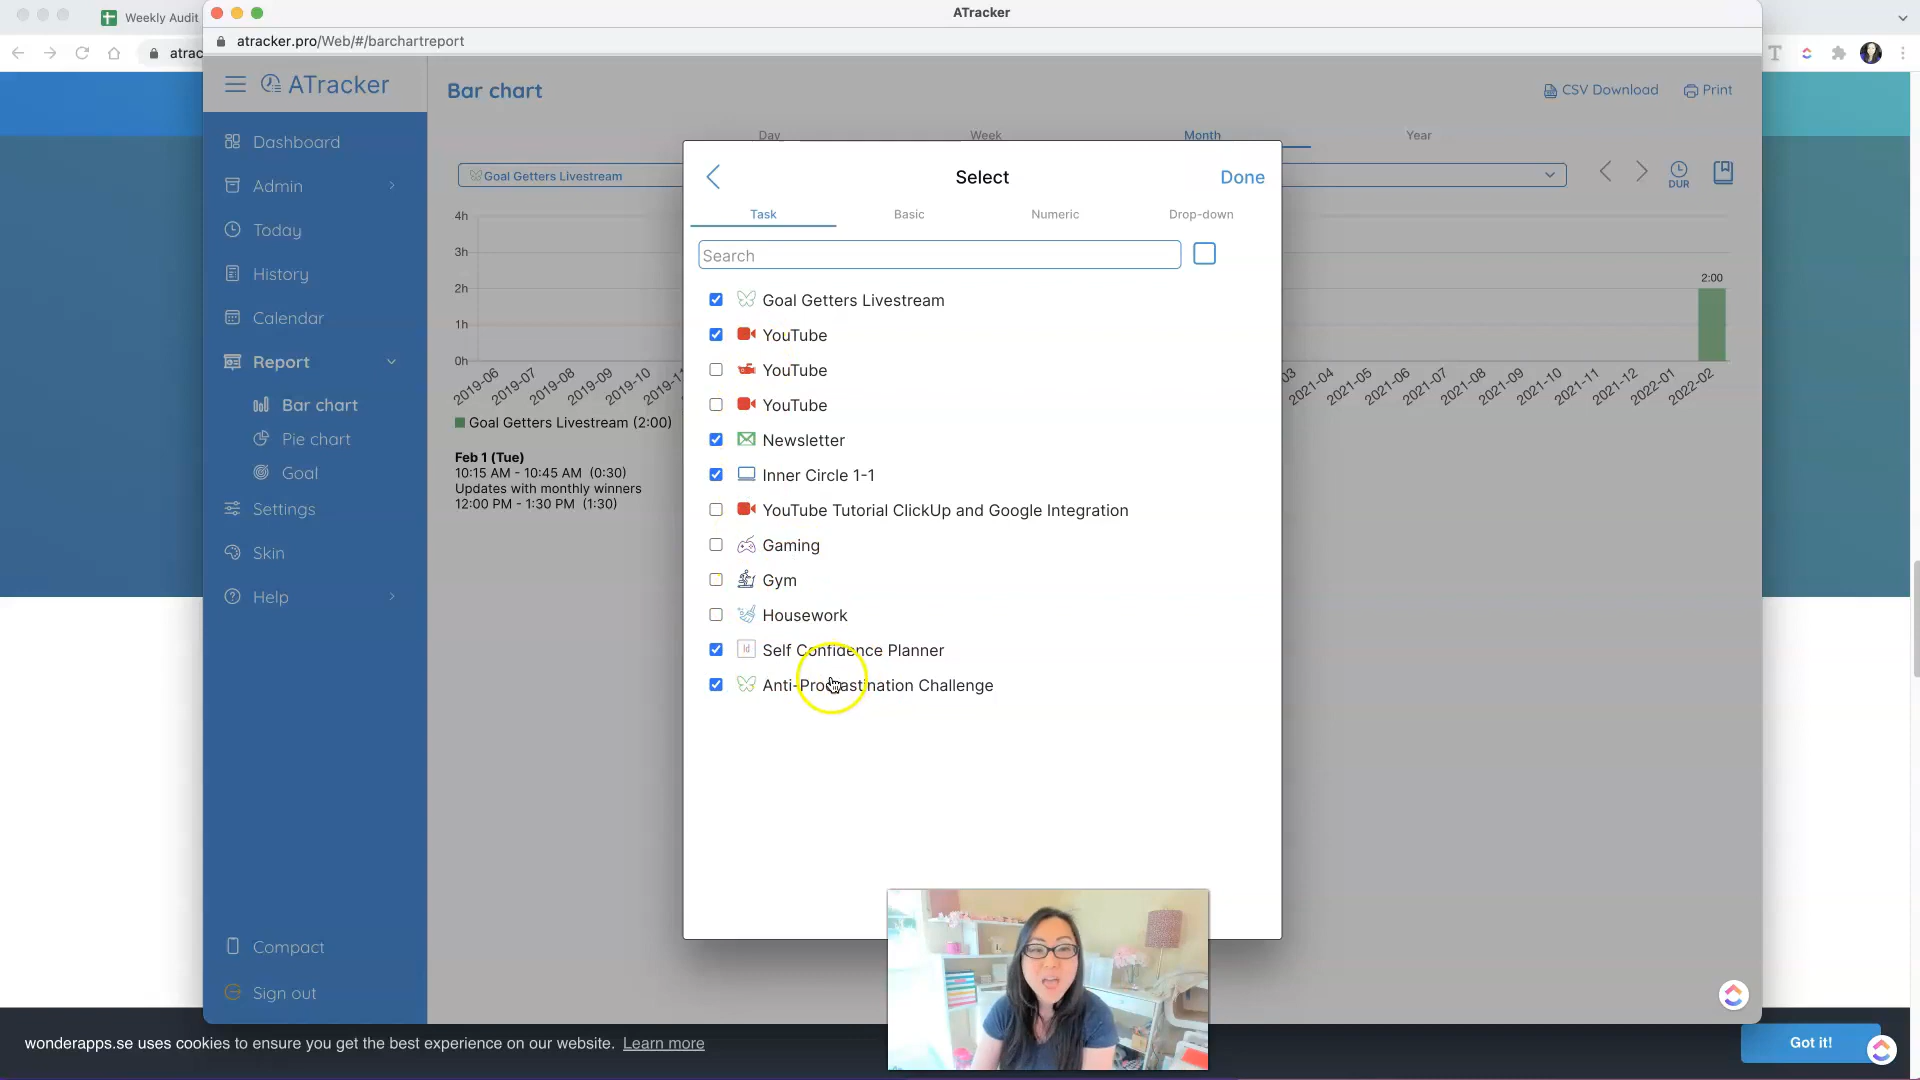 Weekly Audit
ATracker
atrac
atracker.pro/Web/#/barchartreport
ATracker
Bar chart
CSV Download
Print
Dashboard
Admin
Today
History
Calendar
Report
Bar chart
Pie chart
Goal
Settings
Skin
Help
Compact
Sign out
Day
Week
Month
Year
Goal Getters Livestream
DUR
4h
3h
2h
1h
0h
2:00
2019-06
2019-07
2019-08
2019-09
2019-10
2021-04
2021-05
2021-06
2021-07
2021-08
2021-09
2021-10
2021-11
2021-12
2022-01
2022-02
Goal Getters Livestream (2:00)
Feb 1 (Tue)
10:15 AM - 10:45 AM (0:30)
Updates with monthly winners
12:00 PM - 1:30 PM (1:30)
Select
Done
Task
Basic
Numeric
Drop-down
Search
Goal Getters Livestream
YouTube
YouTube
YouTube
Newsletter
Inner Circle 1-1
YouTube Tutorial ClickUp and Google Integration
Gaming
Gym
Housework
Self Confidence Planner
Anti-Procrastination Challenge
wonderapps.se uses cookies to ensure you get the best experience on our website. Learn more
Got it!